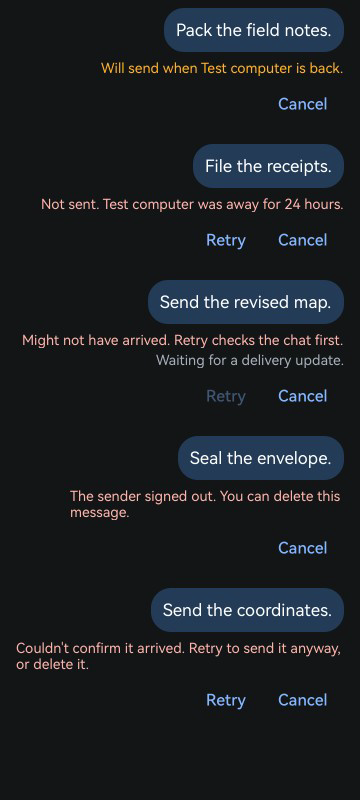 Pack the field notes.
Will send when Test computer is back.
Cancel
File the receipts.
Not sent. Test computer was away for 24 hours.
Retry Cancel
Send the revised map.
Might not have arrived. Retry checks the chat first.
Waiting for a delivery update.
Retry Cancel
Seal the envelope.
The sender signed out. You can delete this
message.
Cancel
Send the coordinates.
Couldn't confirm it arrived. Retry to send it anyway,
or delete it.
Retry Cancel